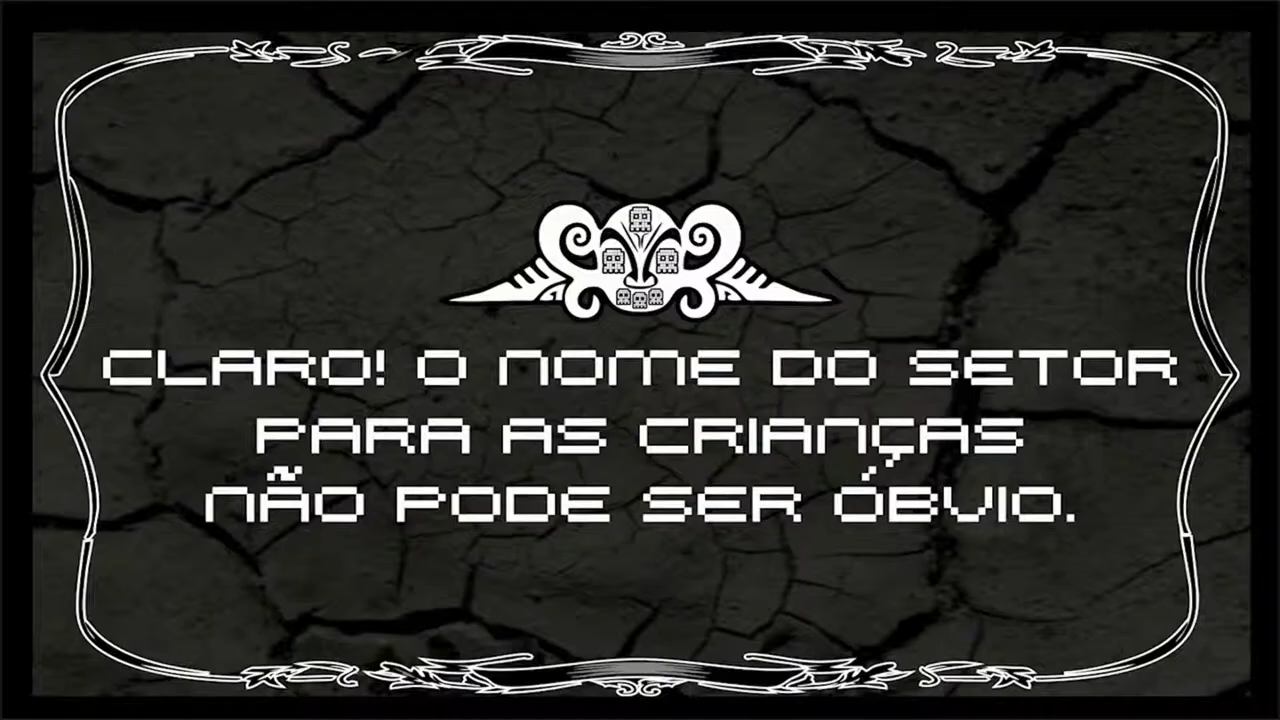 CLARO! O NOME DO SETOR
PARA AS CRIANÇAS
NÃO PODE SER ÓBVIO.